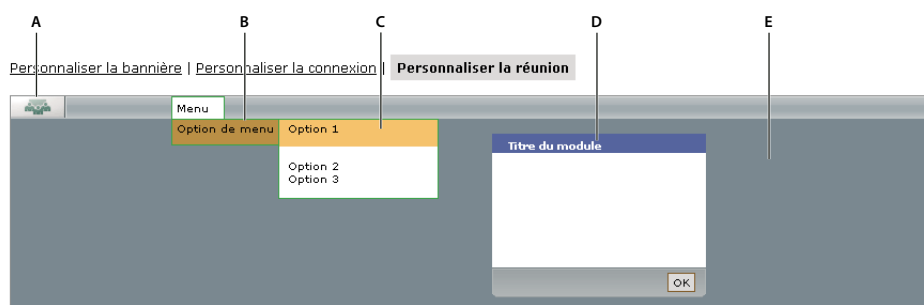 A B C D E
Personnaliser la bannière | Personnaliser la connexion | Personnaliser la réunion
Menu
Option de menu Option 1
Titre du module
Option 2
Option 3
OK